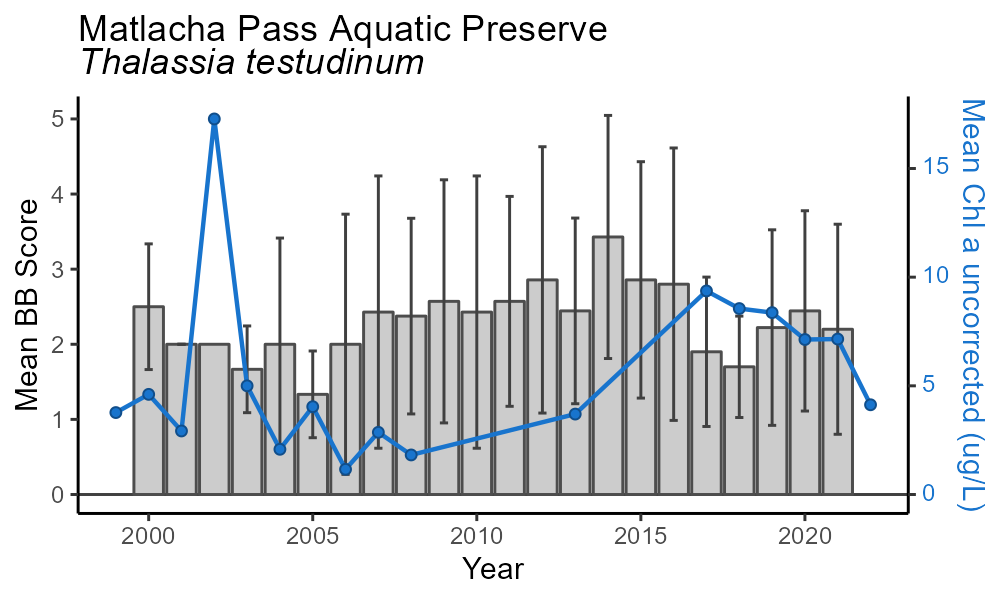 Matlacha Pass Aquatic Preserve
Thalassia testudinum
Mean BB Score
5
4
3
2
1
0
15
10
5
0
Mean Chl a uncorrected (ug/L)
2000 2005 2010 2015 2020
Year